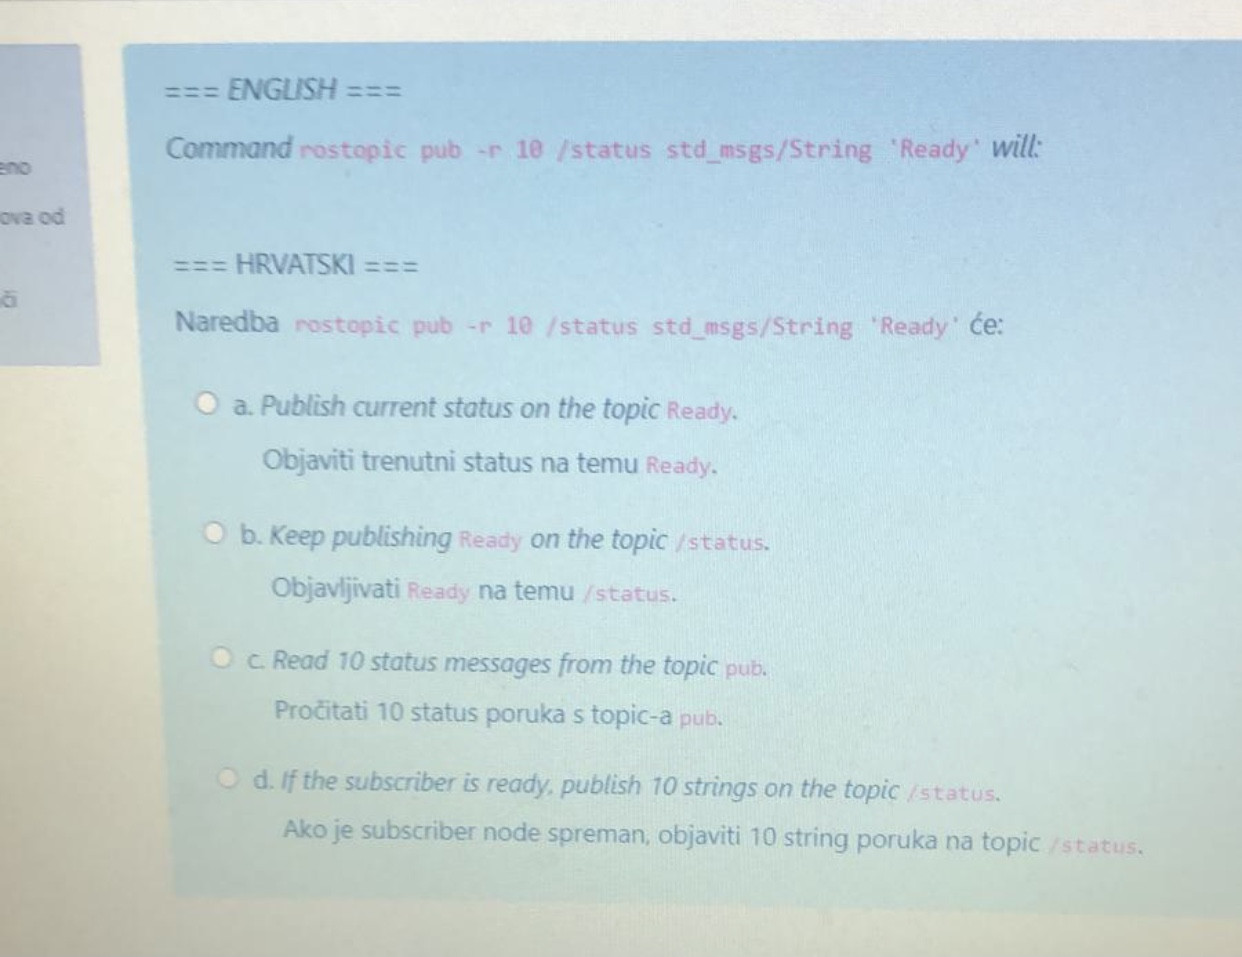 === ENGLISH ===
eno
Command rostopic pub -r 10 /status std_msgs/String 'Ready' will:
ova od
=== HRVATSKI ===
či
Naredba rostopic pub -r 10 /status std_msgs/String 'Ready' će:
a. Publish current status on the topic Ready.
Objaviti trenutni status na temu Ready.
b. Keep publishing Ready on the topic /status.
Objavljivati Ready na temu /status.
c. Read 10 status messages from the topic pub.
Pročitati 10 status poruka s topic-a pub.
d. If the subscriber is ready, publish 10 strings on the topic /status.
Ako je subscriber node spreman, objaviti 10 string poruka na topic /status.